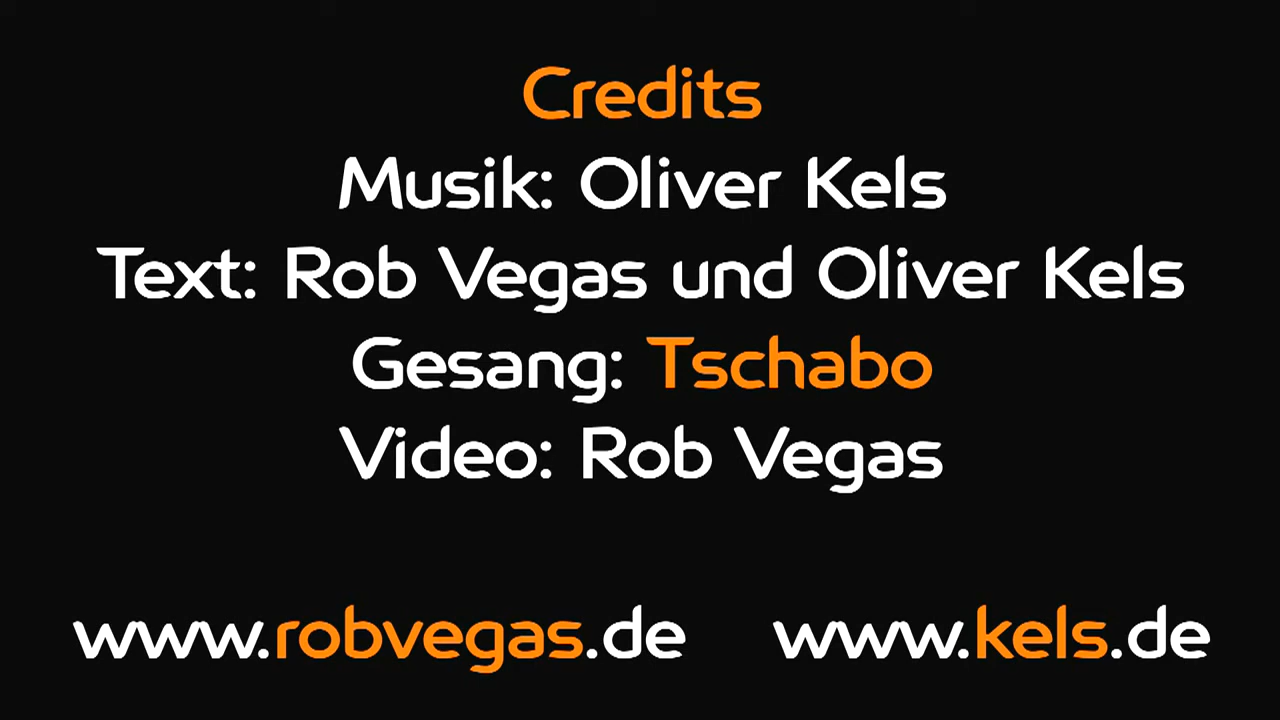 Credits
Musik: Oliver Kels
Text: Rob Vegas und Oliver Kels
Gesang: Tschabo
Video: Rob Vegas
www.robvegas.de www.kels.de